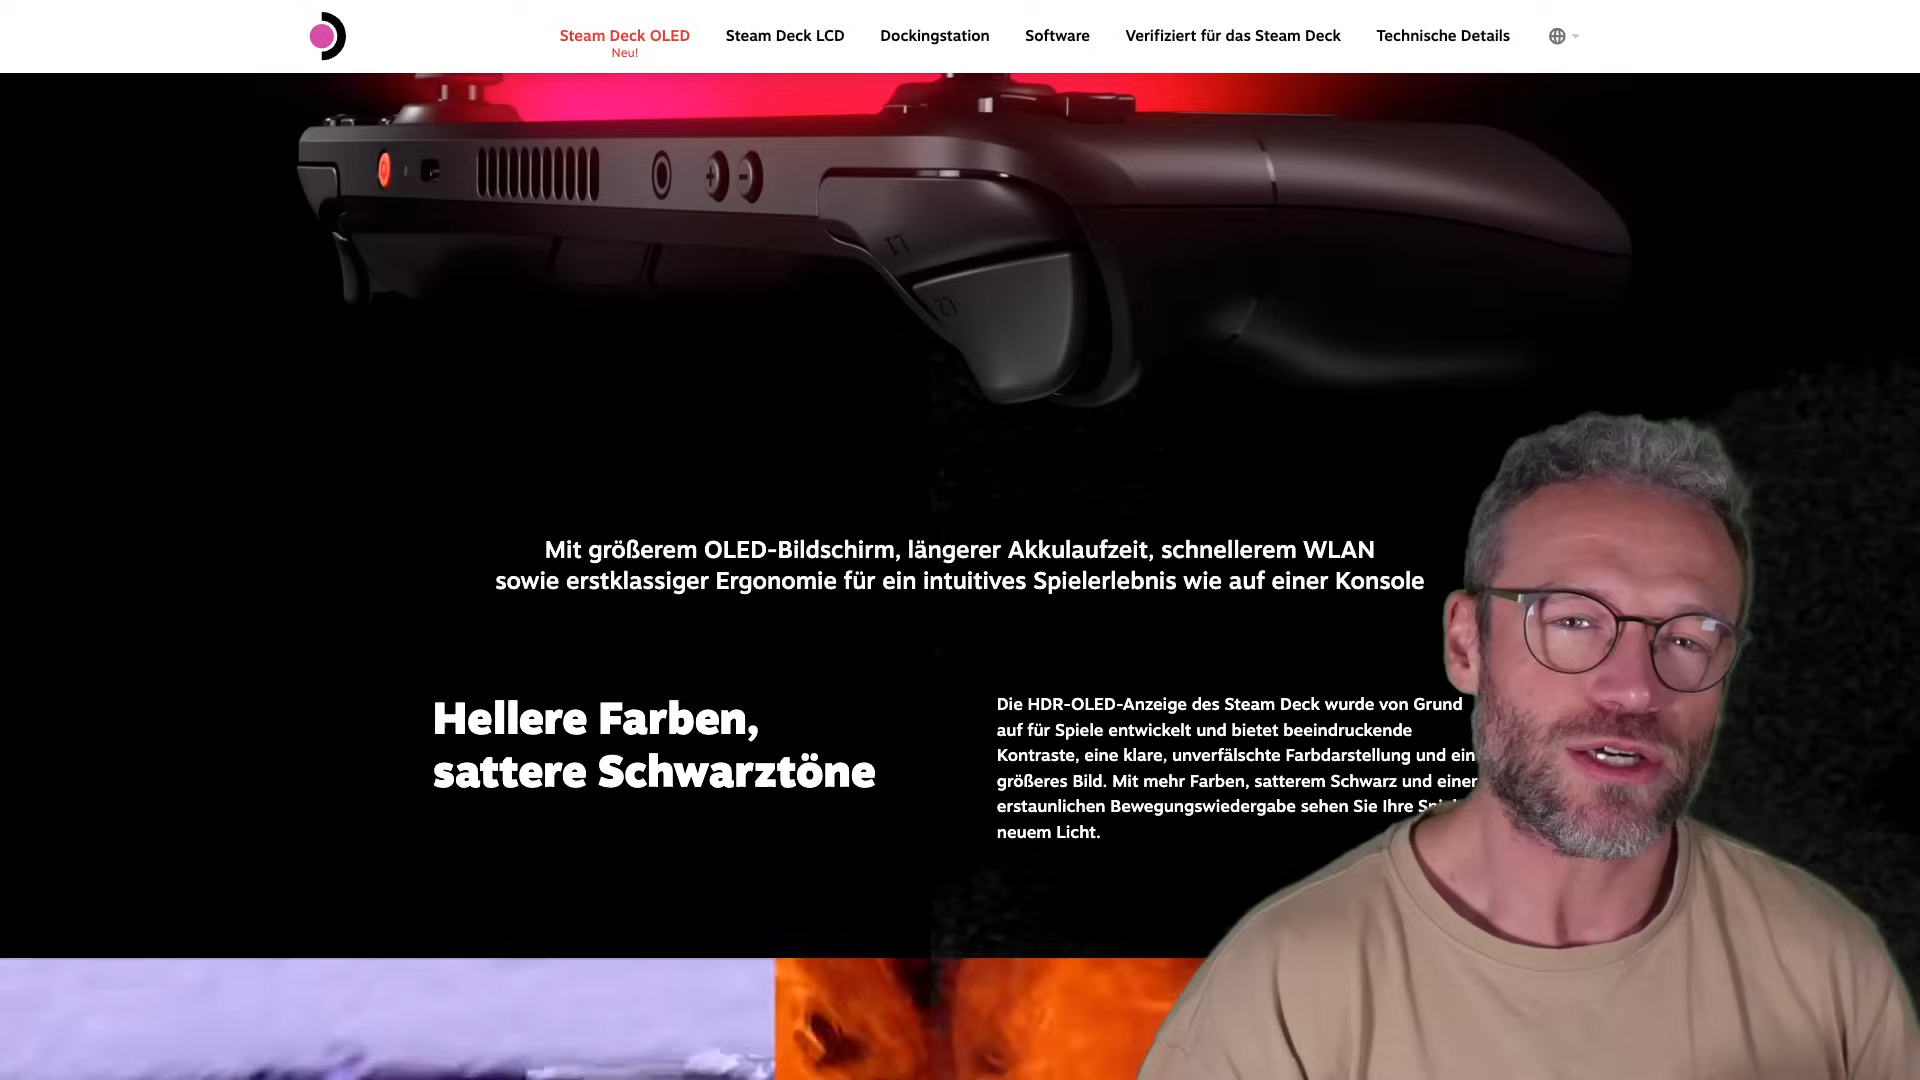 Steam Deck OLED
Neu!
Steam Deck LCD
Dockingstation
Software
Verifiziert für das Steam Deck
Technische Details
L1
L2
Mit größerem OLED-Bildschirm, längerer Akkulaufzeit, schnellerem WLAN
sowie erstklassiger Ergonomie für ein intuitives Spielerlebnis wie auf einer Konsole
Hellere Farben,
sattere Schwarztöne
Die HDR-OLED-Anzeige des Steam Deck wurde von Grund
auf für Spiele entwickelt und bietet beeindruckende
Kontraste, eine klare, unverfälschte Farbdarstellung und ein
größeres Bild. Mit mehr Farben, satterem Schwarz und einer
erstaunlichen Bewegungswiedergabe sehen Sie Ihre
neuem Licht.